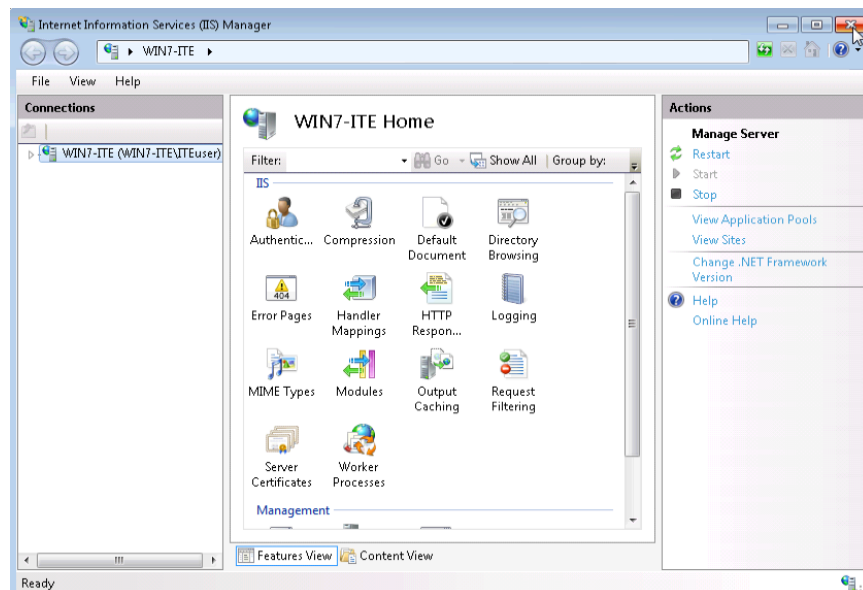 Internet Information Services (IIS) Manager
WIN7-ITE
File View Help
Connections
WIN7-ITE (WIN7-ITE\ITEuser)
WIN7-ITE Home
Filter: Go Show All Group by:
IIS
Authentic... Compression Default Document Directory Browsing
Error Pages Handler Mappings HTTP Respon... Logging
404
MIME Types Modules Output Caching Request Filtering
Server Certificates Worker Processes
Management
Features View Content View
Actions
Manage Server
Restart
Start
Stop
View Application Pools
View Sites
Change .NET Framework
Version
Help
Online Help
Ready